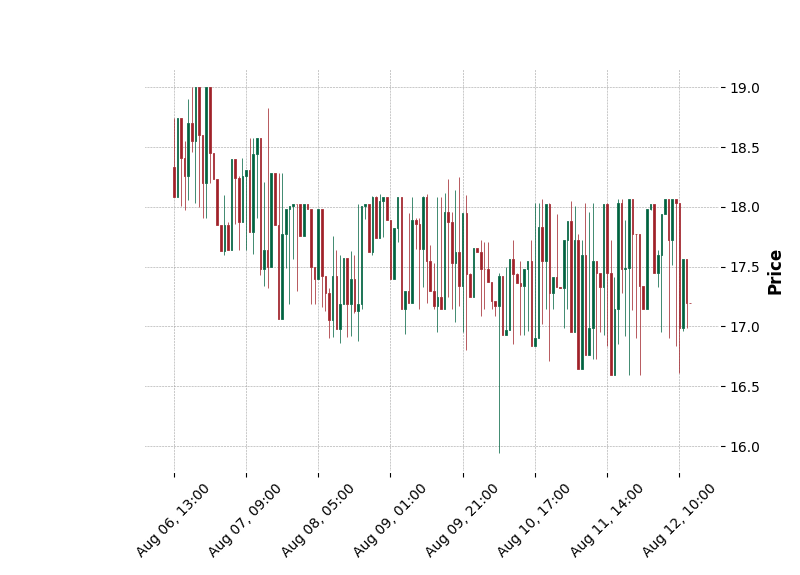 19.0
18.5
18.0
17.5
17.0
16.5
16.0
Price
Aug 06, 13:00
Aug 07, 09:00
Aug 08, 05:00
Aug 09, 01:00
Aug 09, 21:00
Aug 10, 17:00
Aug 11, 14:00
Aug 12, 10:00